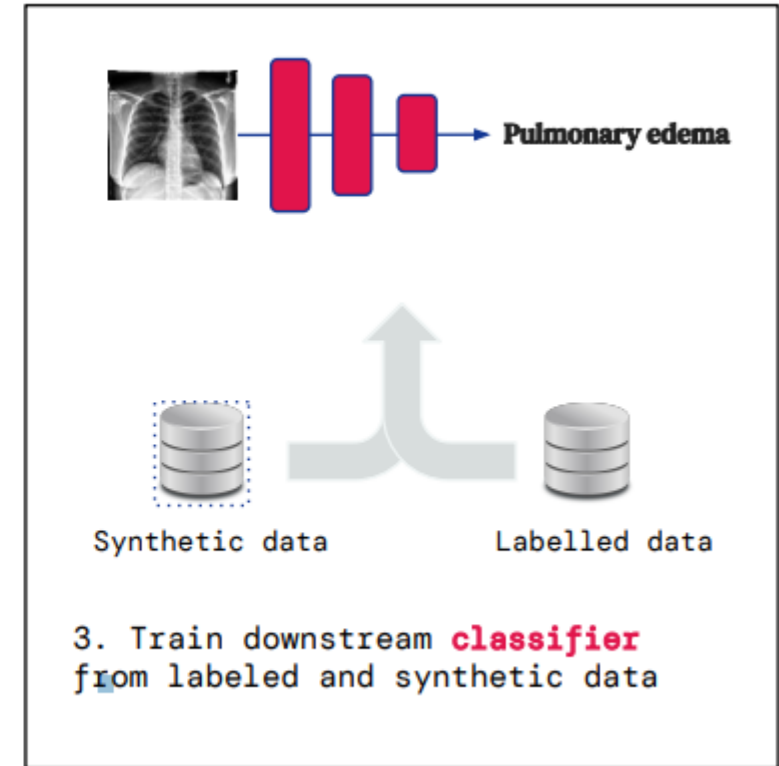 Pulmonary edema
Synthetic data
Labelled data
3. Train downstream classifier
from labeled and synthetic data